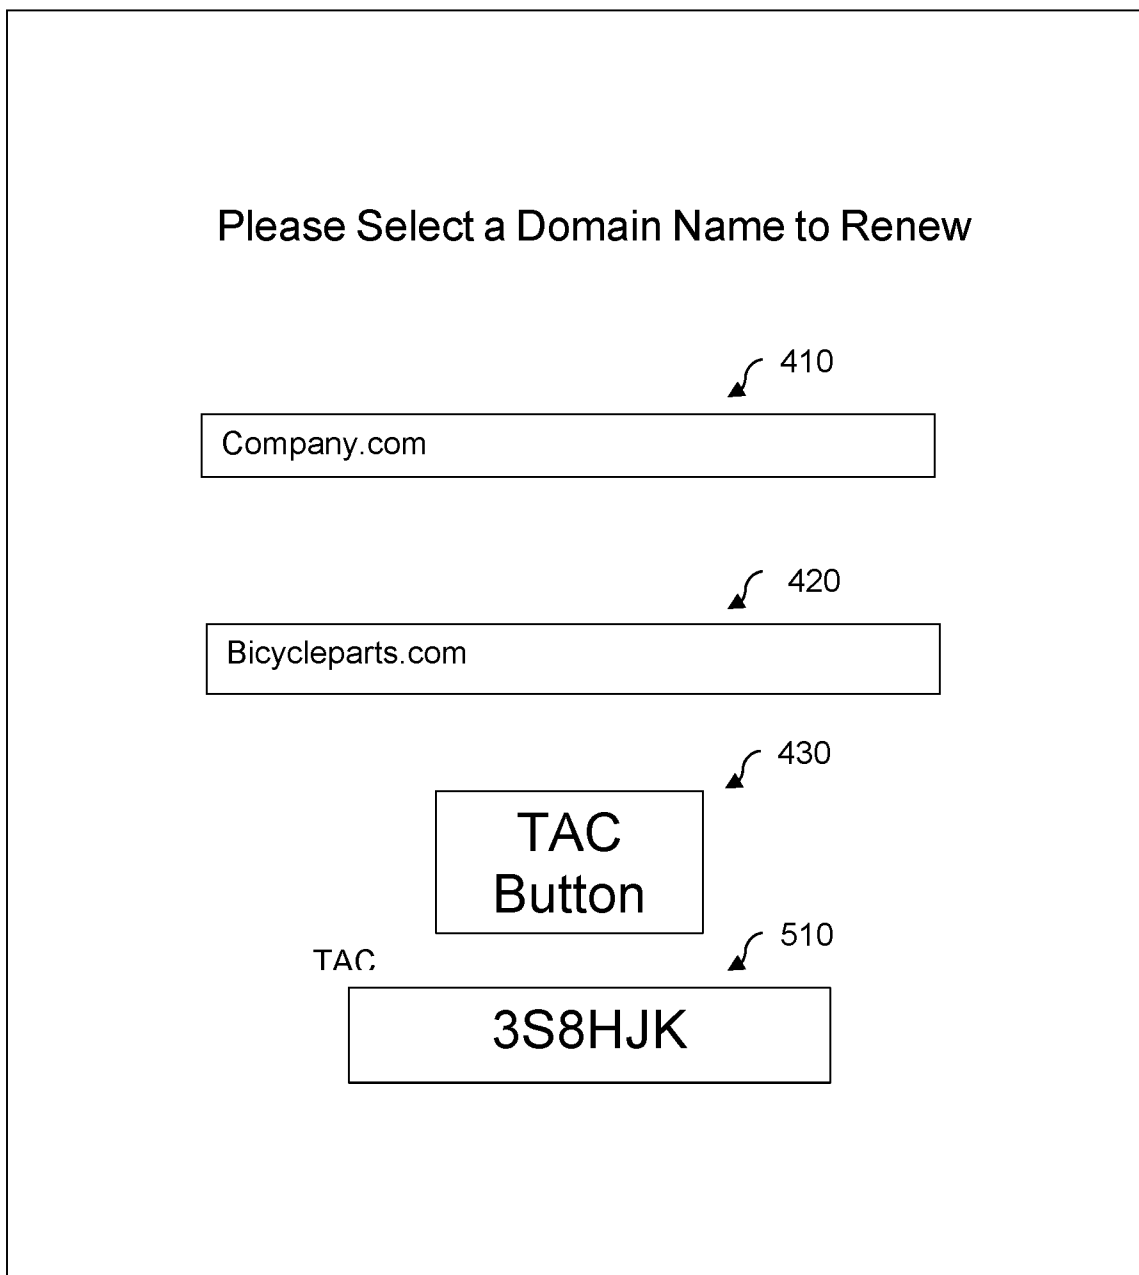 Please Select a Domain Name to Renew
410
Company.com
420
Bicycleparts.com
430
TAC
Button
510
TAC
3S8HJK